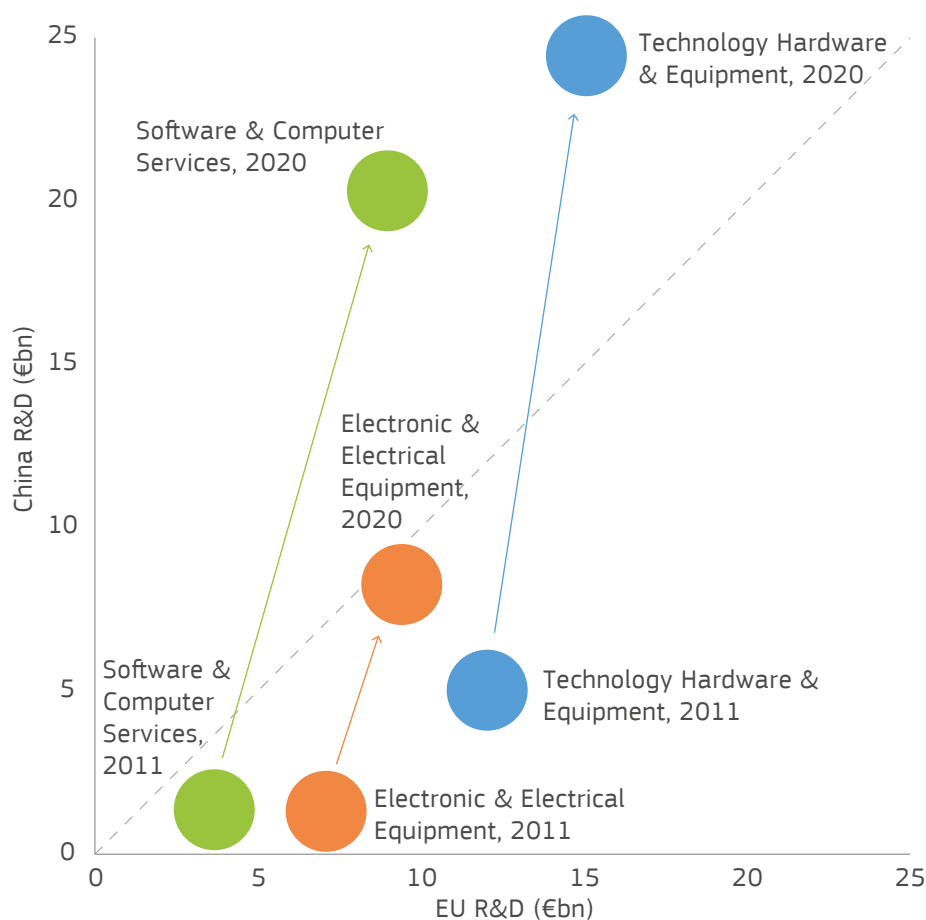 25
Technology Hardware
& Equipment, 2020
Software & Computer
Services, 2020
20
15
Electronic &
Electrical
Equipment,
2020
China R&D (€bn)
10
Software &
Computer
Services,
2011
5
Technology Hardware &
Equipment, 2011
Electronic & Electrical
Equipment, 2011
0
0 5 10 15 20 25
EU R&D (€bn)